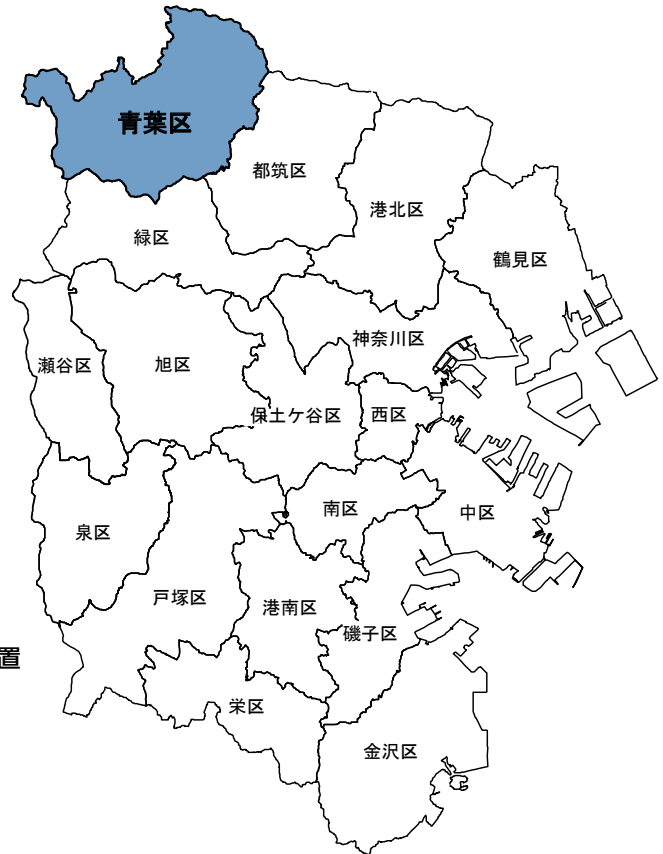 青葉区
都筑区
港北区
緑区
鶴見区
神奈川区
瀬谷区
旭区
保土ケ谷区
西区
南区
中区
泉区
戸塚区
港南区
磯子区
置
栄区
金沢区